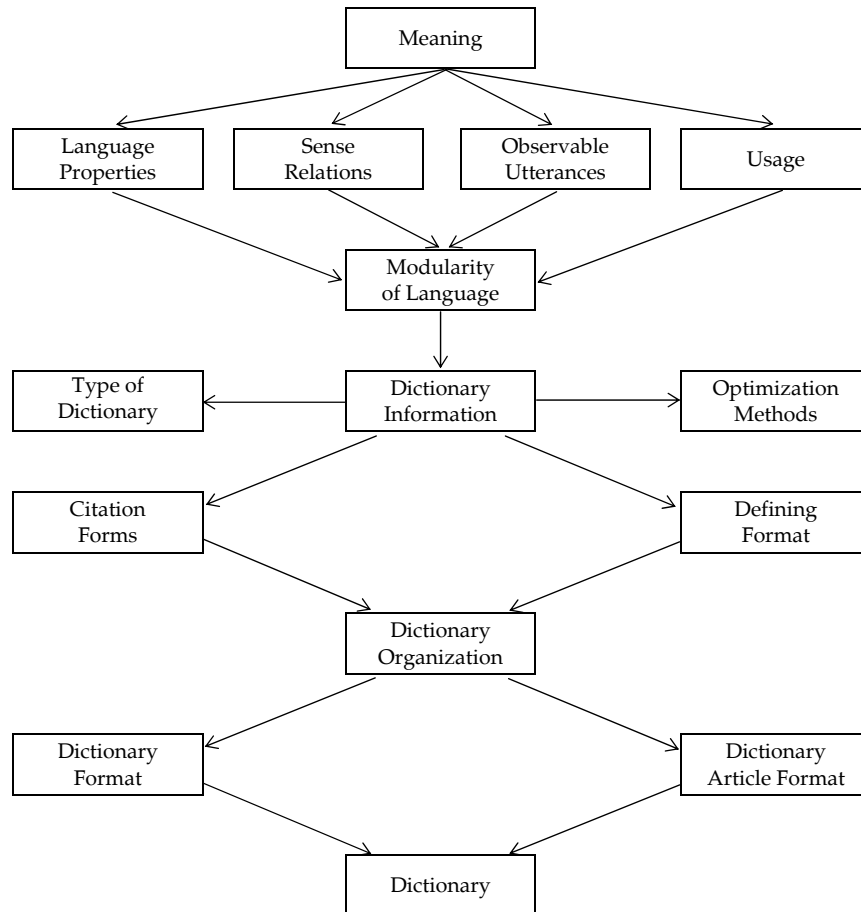 Meaning
Language
Properties
Sense
Relations
Observable
Utterances
Usage
Modularity
of Language
Type of
Dictionary
Dictionary
Information
Optimization
Methods
Citation
Forms
Defining
Format
Dictionary
Organization
Dictionary
Format
Dictionary
Article Format
Dictionary